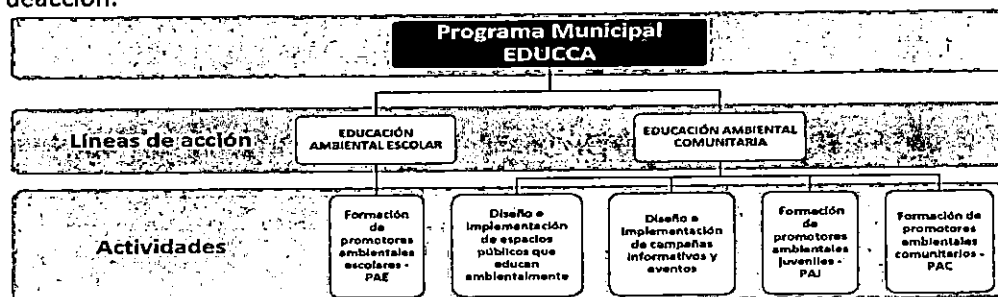 deacción.
Programa Municipal
EDUCCA
Líneas de acción
EDUCACIÓN
AMBIENTAL ESCOLAR
EDUCACIÓN AMBIENTAL
COMUNITARIA
Actividades
Formación
de
promotores
ambientales
escolares -
PAE
Diseño e
implementación
de espacios
públicos que
educan
ambientalmente
Diseño e
implementación
de campañas
informativos y
eventos
Formación
de
promotores
ambientales
juveniles -
PAJ
Formación de
promotores
ambientales
comunitarios -
PAC